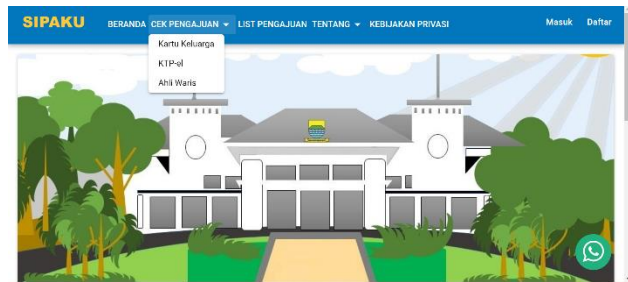 SIPAKU BERANDA CEK PENGAJUAN LIST PENGAJUAN TENTANG KEBIJAKAN PRIVASI Masuk Daftar
Kartu Keluarga
KTP-el
Ahli Waris